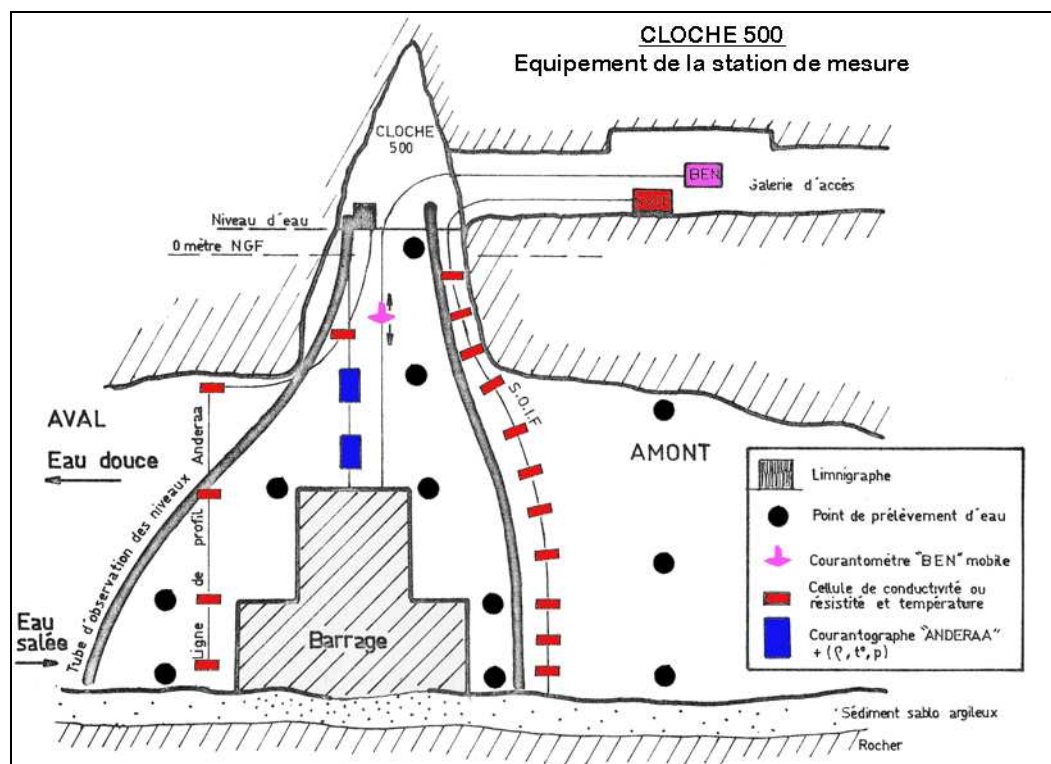 CLOCHE 500
Equipement de la station de mesure
CLOCHE
500
BEN
Galerie d'accès
Niveau d'eau
0 mètre NGF
S.O.I.F
AVAL
Eau douce
AMONT
Tube d'observation des niveaux
Ligne de profil Anderaa
Eau
salée
Barrage
Limnigraphe
Point de prélèvement d'eau
Courantomètre "BEN" mobile
Cellule de conductivité ou
résistité et température
Courantographe "ANDERAA"
+ (ρ, t°, p)
Sédiment sablo argileux
Rocher